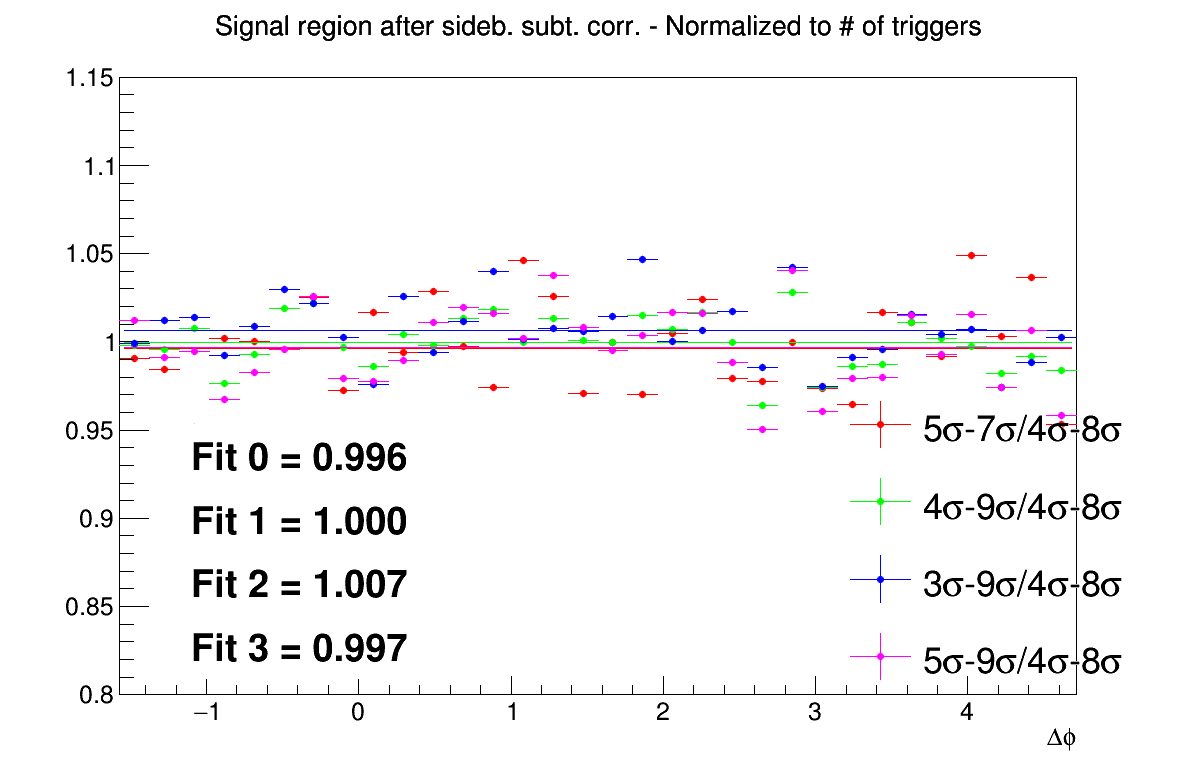 Signal region after sideb. subt. corr. - Normalized to # of triggers
1.15
1.1
1.05
1
0.95
0.9
0.85
0.8
5σ-7σ/4σ-8σ
4σ-9σ/4σ-8σ
3σ-9σ/4σ-8σ
5σ-9σ/4σ-8σ
Fit 0 = 0.996
Fit 1 = 1.000
Fit 2 = 1.007
Fit 3 = 0.997
−1 0 1 2 3 4
Δϕ